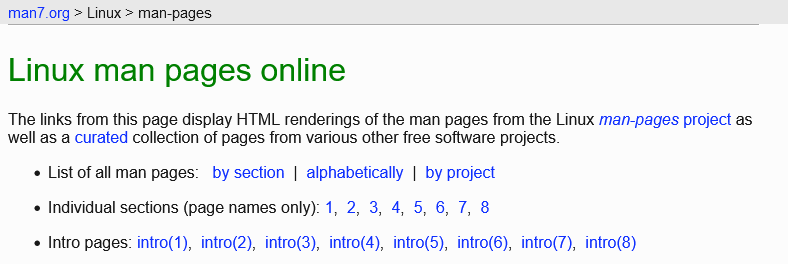 man7.org > Linux > man-pages
Linux man pages online
The links from this page display HTML renderings of the man pages from the Linux man-pages project as
well as a curated collection of pages from various other free software projects.
• List of all man pages: by section | alphabetically | by project
• Individual sections (page names only): 1, 2, 3, 4, 5, 6, 7, 8
• Intro pages: intro(1), intro(2), intro(3), intro(4), intro(5), intro(6), intro(7), intro(8)